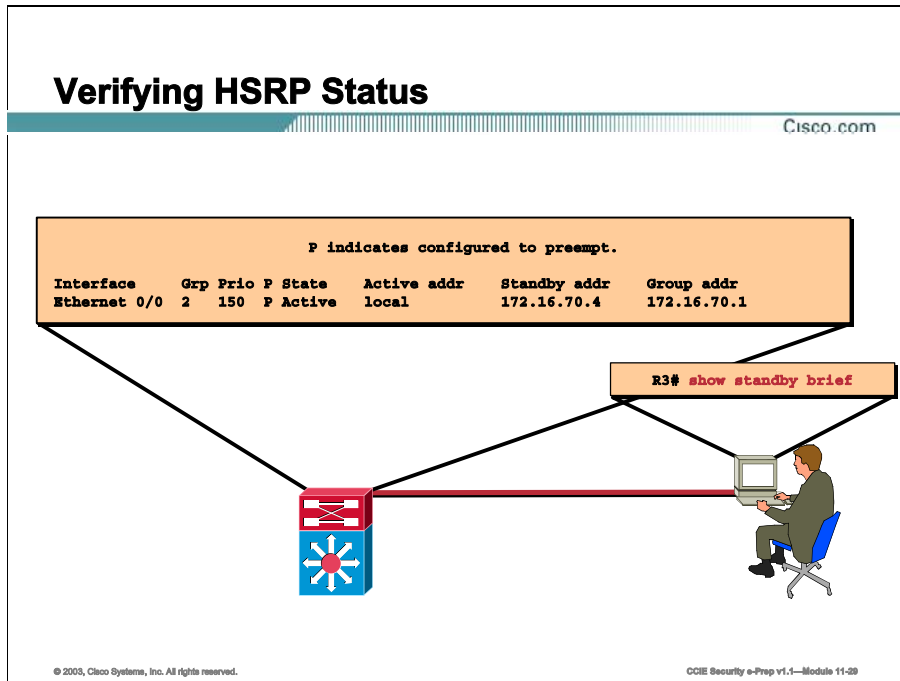 Verifying HSRP Status
Cisco.com
P indicates configured to preempt.
Interface Grp Prio P State Active addr Standby addr Group addr
Ethernet 0/0 2 150 P Active local 172.16.70.4 172.16.70.1
R3# show standby brief
© 2003, Cisco Systems, Inc. All rights reserved.
CCIE Security e-Prep v1.1—Module 11-29